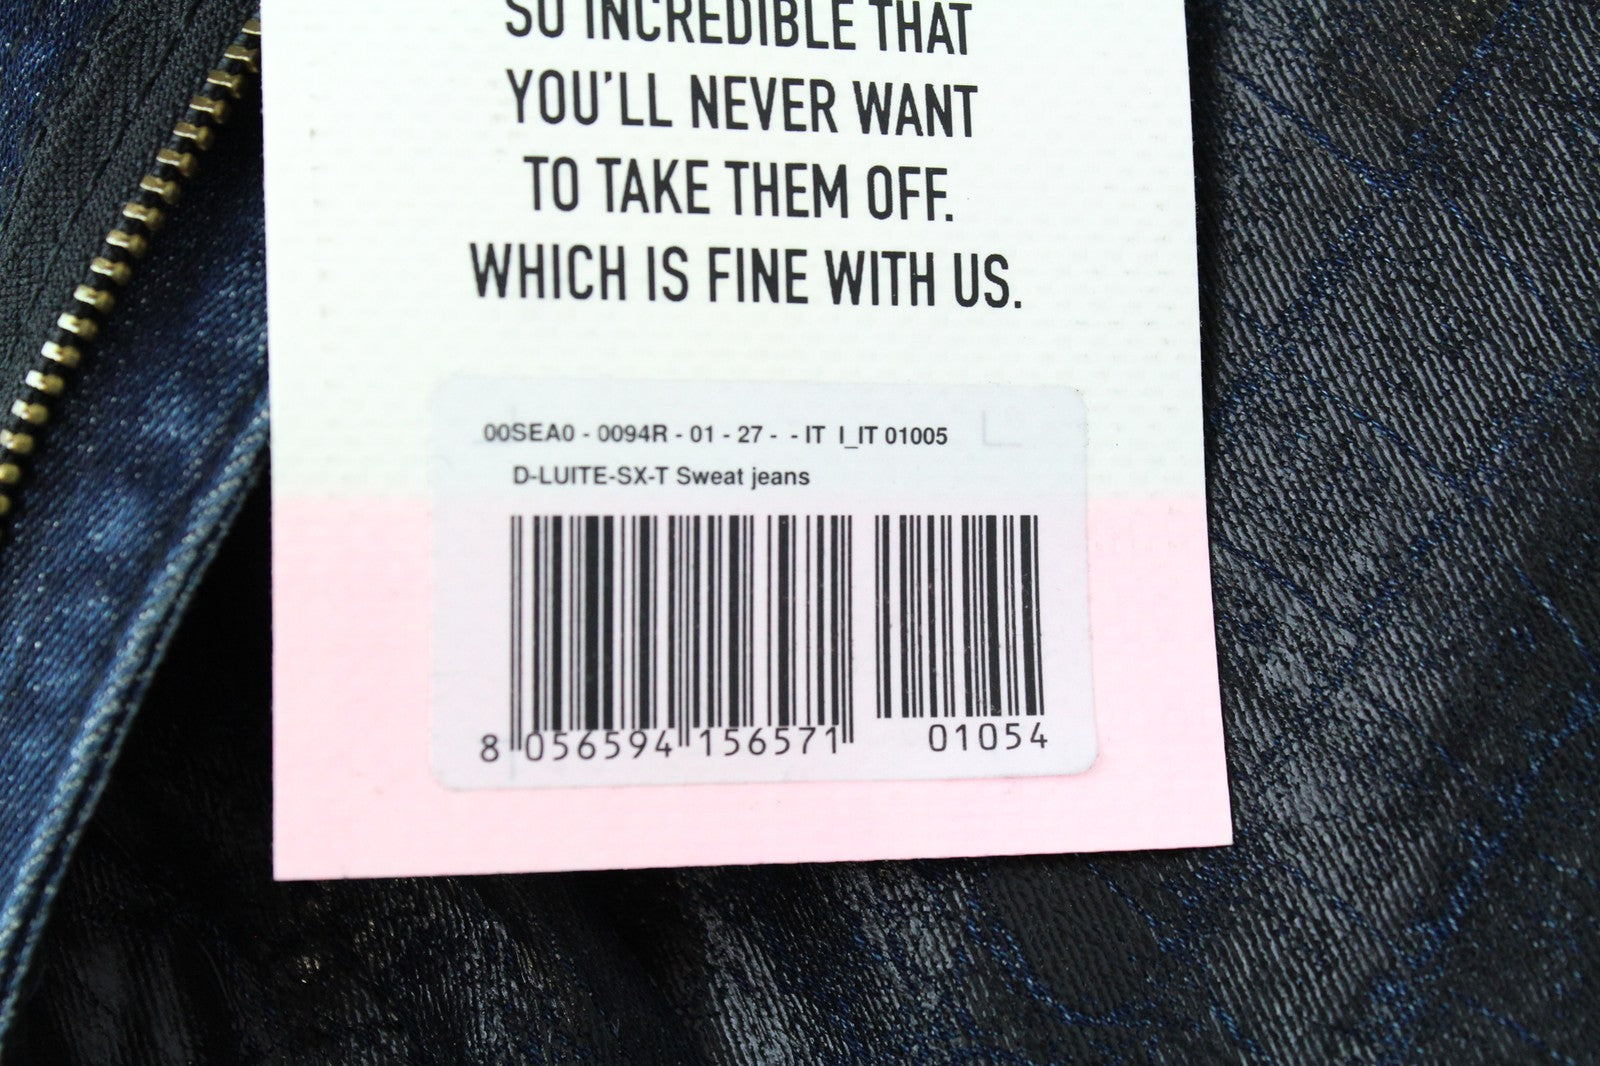 SO INCREDIBLE THAT
YOU'LL NEVER WANT
TO TAKE THEM OFF.
WHICH IS FINE WITH US.
00SEA0 - 0094R - 01 - 27 - - IT I_IT 01005
D-LUITE-SX-T Sweat jeans
8 056594 156571 01054